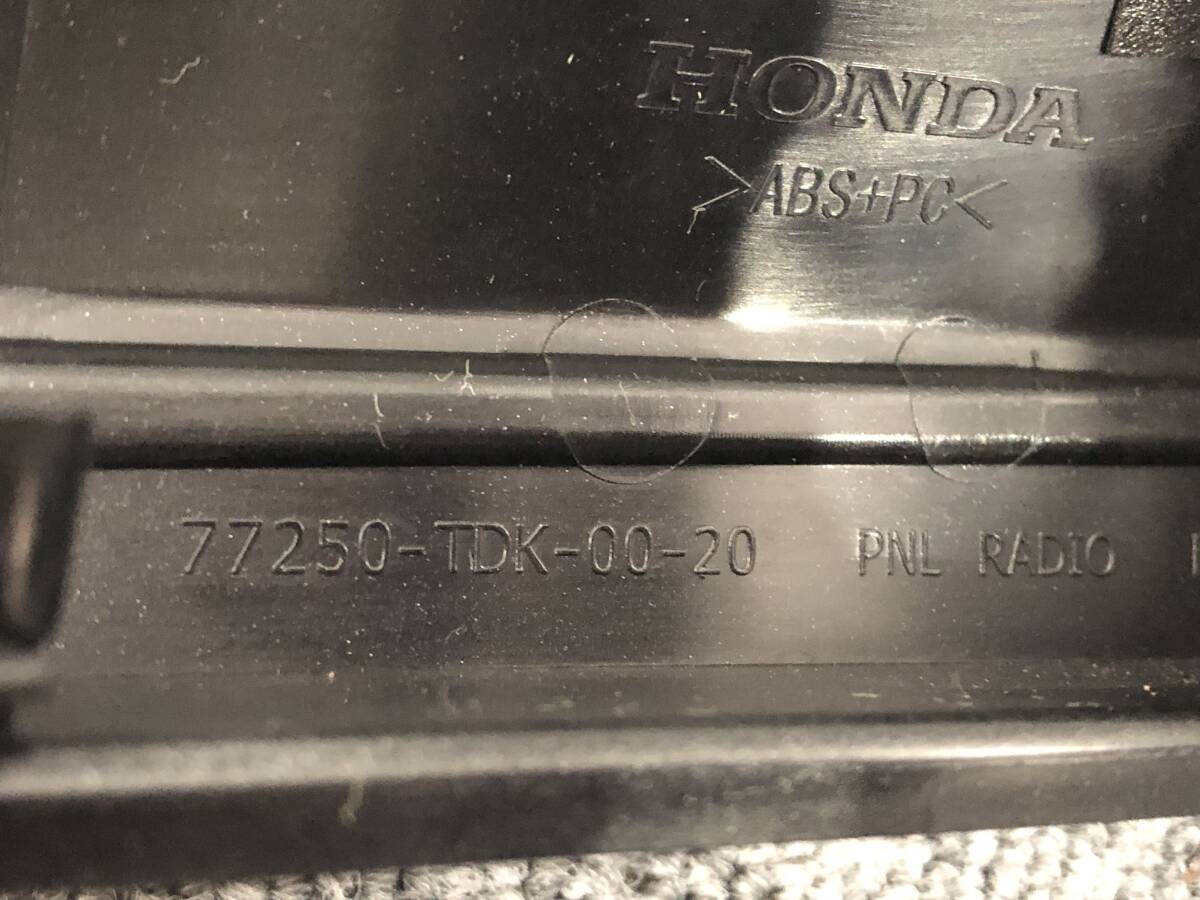 HONDA
>ABS+PC<
77250-TDK-00-20 PNL RADIO